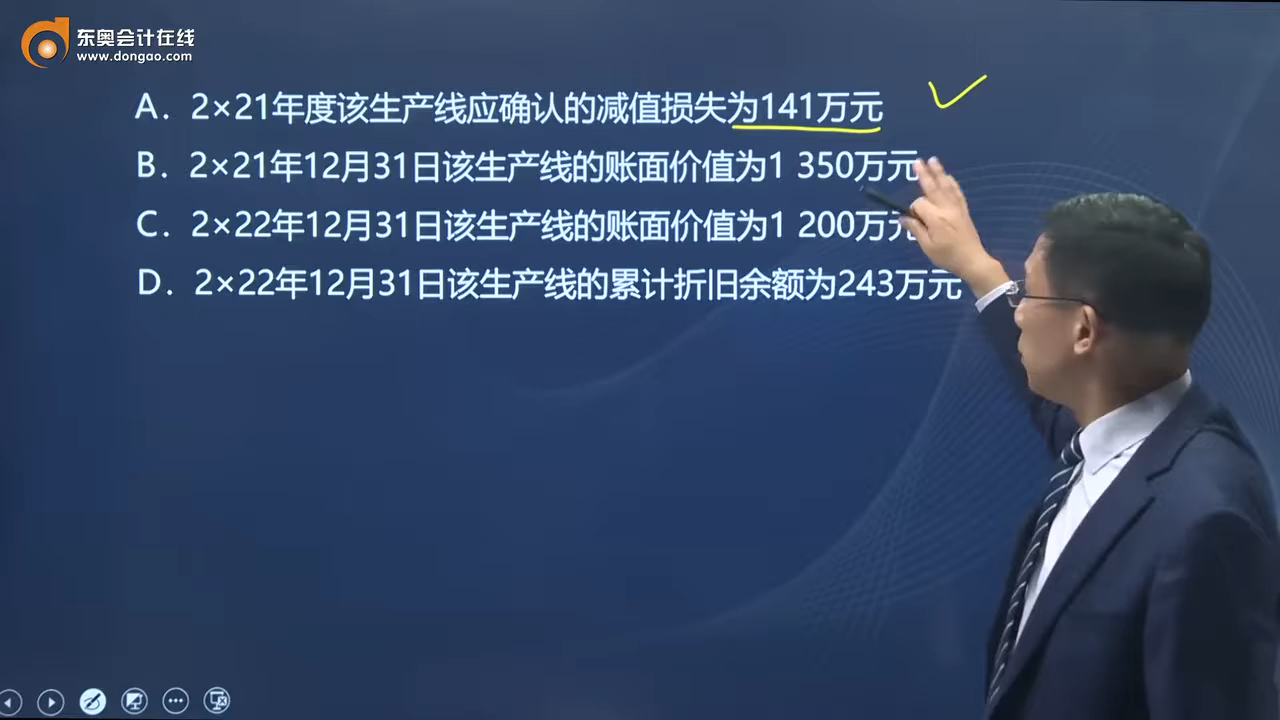 东奥会计在线
www.dongao.com
A. 2×21年度该生产线应确认的减值损失为141万元
B. 2×21年12月31日该生产线的账面价值为1 350万元
C. 2×22年12月31日该生产线的账面价值为1 200万元
D. 2×22年12月31日该生产线的累计折旧余额为243万元